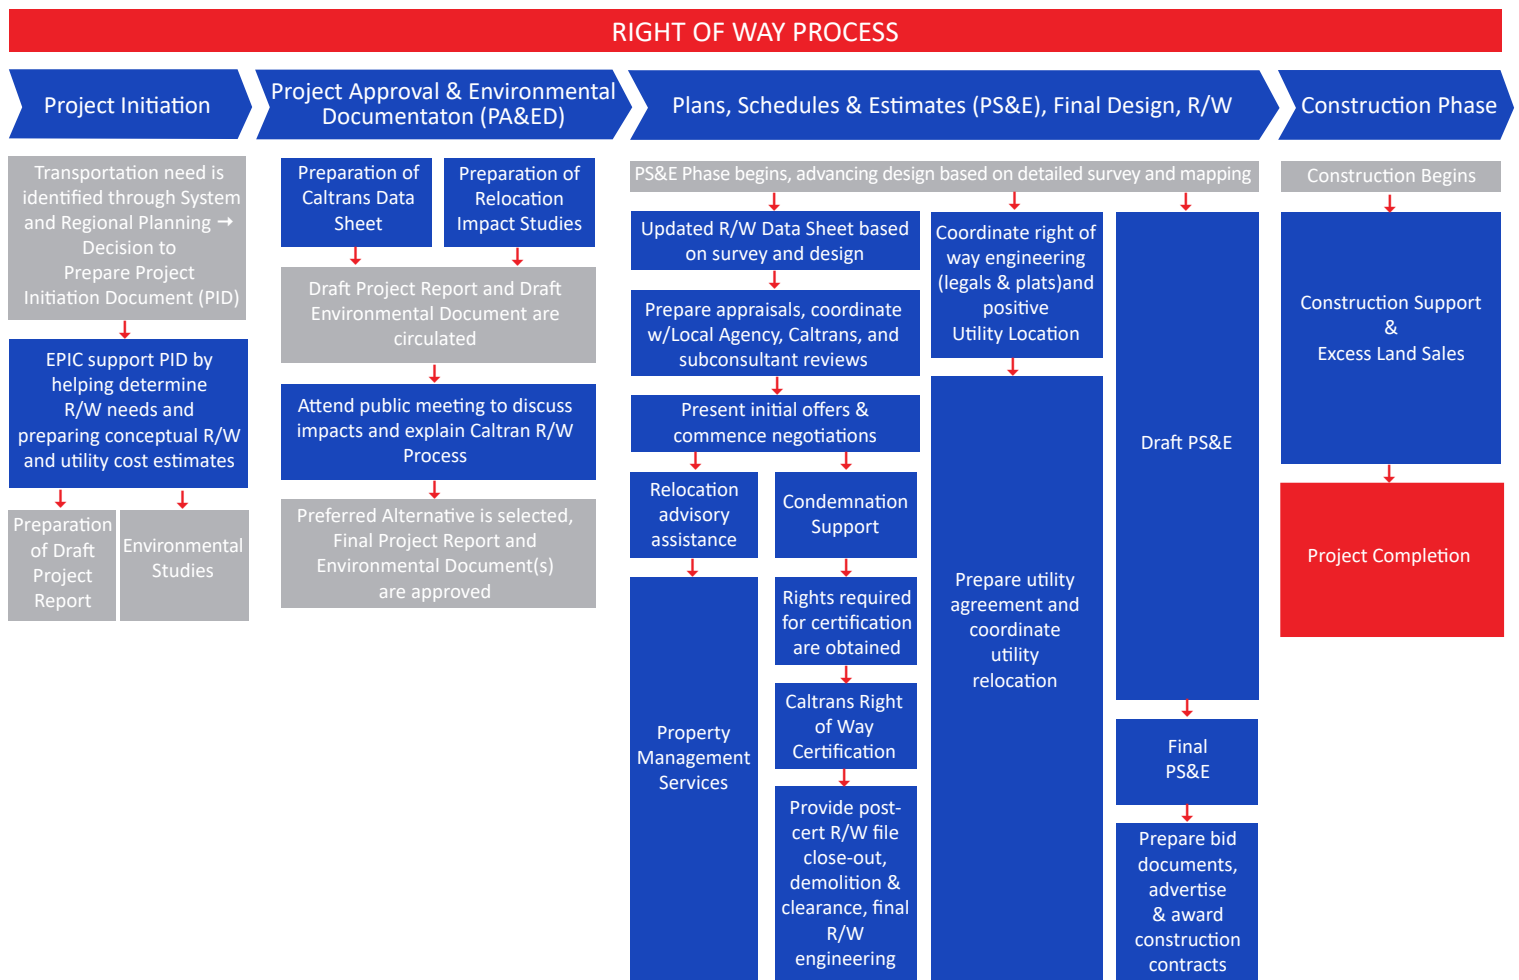 RIGHT OF WAY PROCESS
Project Initiation
Transportation need is
identified through System
and Regional Planning →
Decision to
Prepare Project
Initiation Document (PID)
EPIC support PID by
helping determine
R/W needs and
preparing conceptual R/W
and utility cost estimates
Preparation
of Draft
Project
Report
Environmental
Studies
Project Approval & Environmental
Documentaton (PA&ED)
Preparation of
Caltrans Data
Sheet
Preparation of
Relocation
Impact Studies
Draft Project Report and Draft
Environmental Document are
circulated
Attend public meeting to discuss
impacts and explain Caltran R/W
Process
Preferred Alternative is selected,
Final Project Report and
Environmental Document(s)
are approved
Plans, Schedules & Estimates (PS&E), Final Design, R/W
PS&E Phase begins, advancing design based on detailed survey and mapping
Updated R/W Data Sheet based
on survey and design
Prepare appraisals, coordinate
w/Local Agency, Caltrans, and
subconsultant reviews
Present initial offers &
commence negotiations
Relocation
advisory
assistance
Property
Management
Services
Condemnation
Support
Rights required
for certification
are obtained
Caltrans Right
of Way
Certification
Provide post-
cert R/W file
close-out,
demolition &
clearance, final
R/W
engineering
Coordinate right of
way engineering
(legals & plats)and
positive
Utility Location
Prepare utility
agreement and
coordinate
utility
relocation
Draft PS&E
Final
PS&E
Prepare bid
documents,
advertise
& award
construction
contracts
Construction Phase
Construction Begins
Construction Support
&
Excess Land Sales
Project Completion